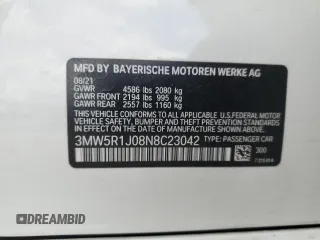 MFD BY BAYERISCHE MOTOREN WERKE AG
08/21
GVWR 4586 lbs 2080 kg
GAWR FRONT 2194 lbs 995 kg
GAWR REAR 2557 lbs 1160 kg
THIS VEHICLE CONFORMS TO ALL APPLICABLE U.S. FEDERAL MOTOR
VEHICLE SAFETY, BUMPER, AND THEFT PREVENTION STANDARDS IN
EFFECT ON THE DATE OF MANUFACTURE SHOWN ABOVE.
3MW5R1J08N8C23042 TYPE: PASSENGER CAR
300
DREAMBID
DREAMBID